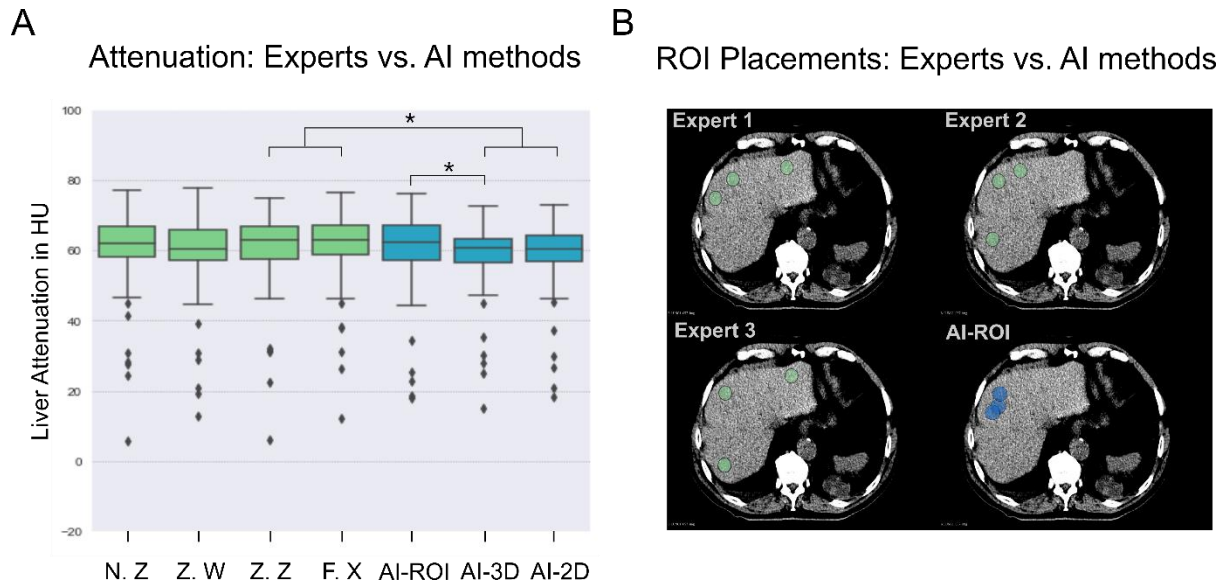 A
Attenuation: Experts vs. AI methods
100
80
60
40
20
0
−20
Liver Attenuation in HU
*
*
N. Z
Z. W
Z. Z
F. X
AI-ROI
AI-3D
AI-2D
B
ROI Placements: Experts vs. AI methods
Expert 1
Expert 2
Expert 3
AI-ROI